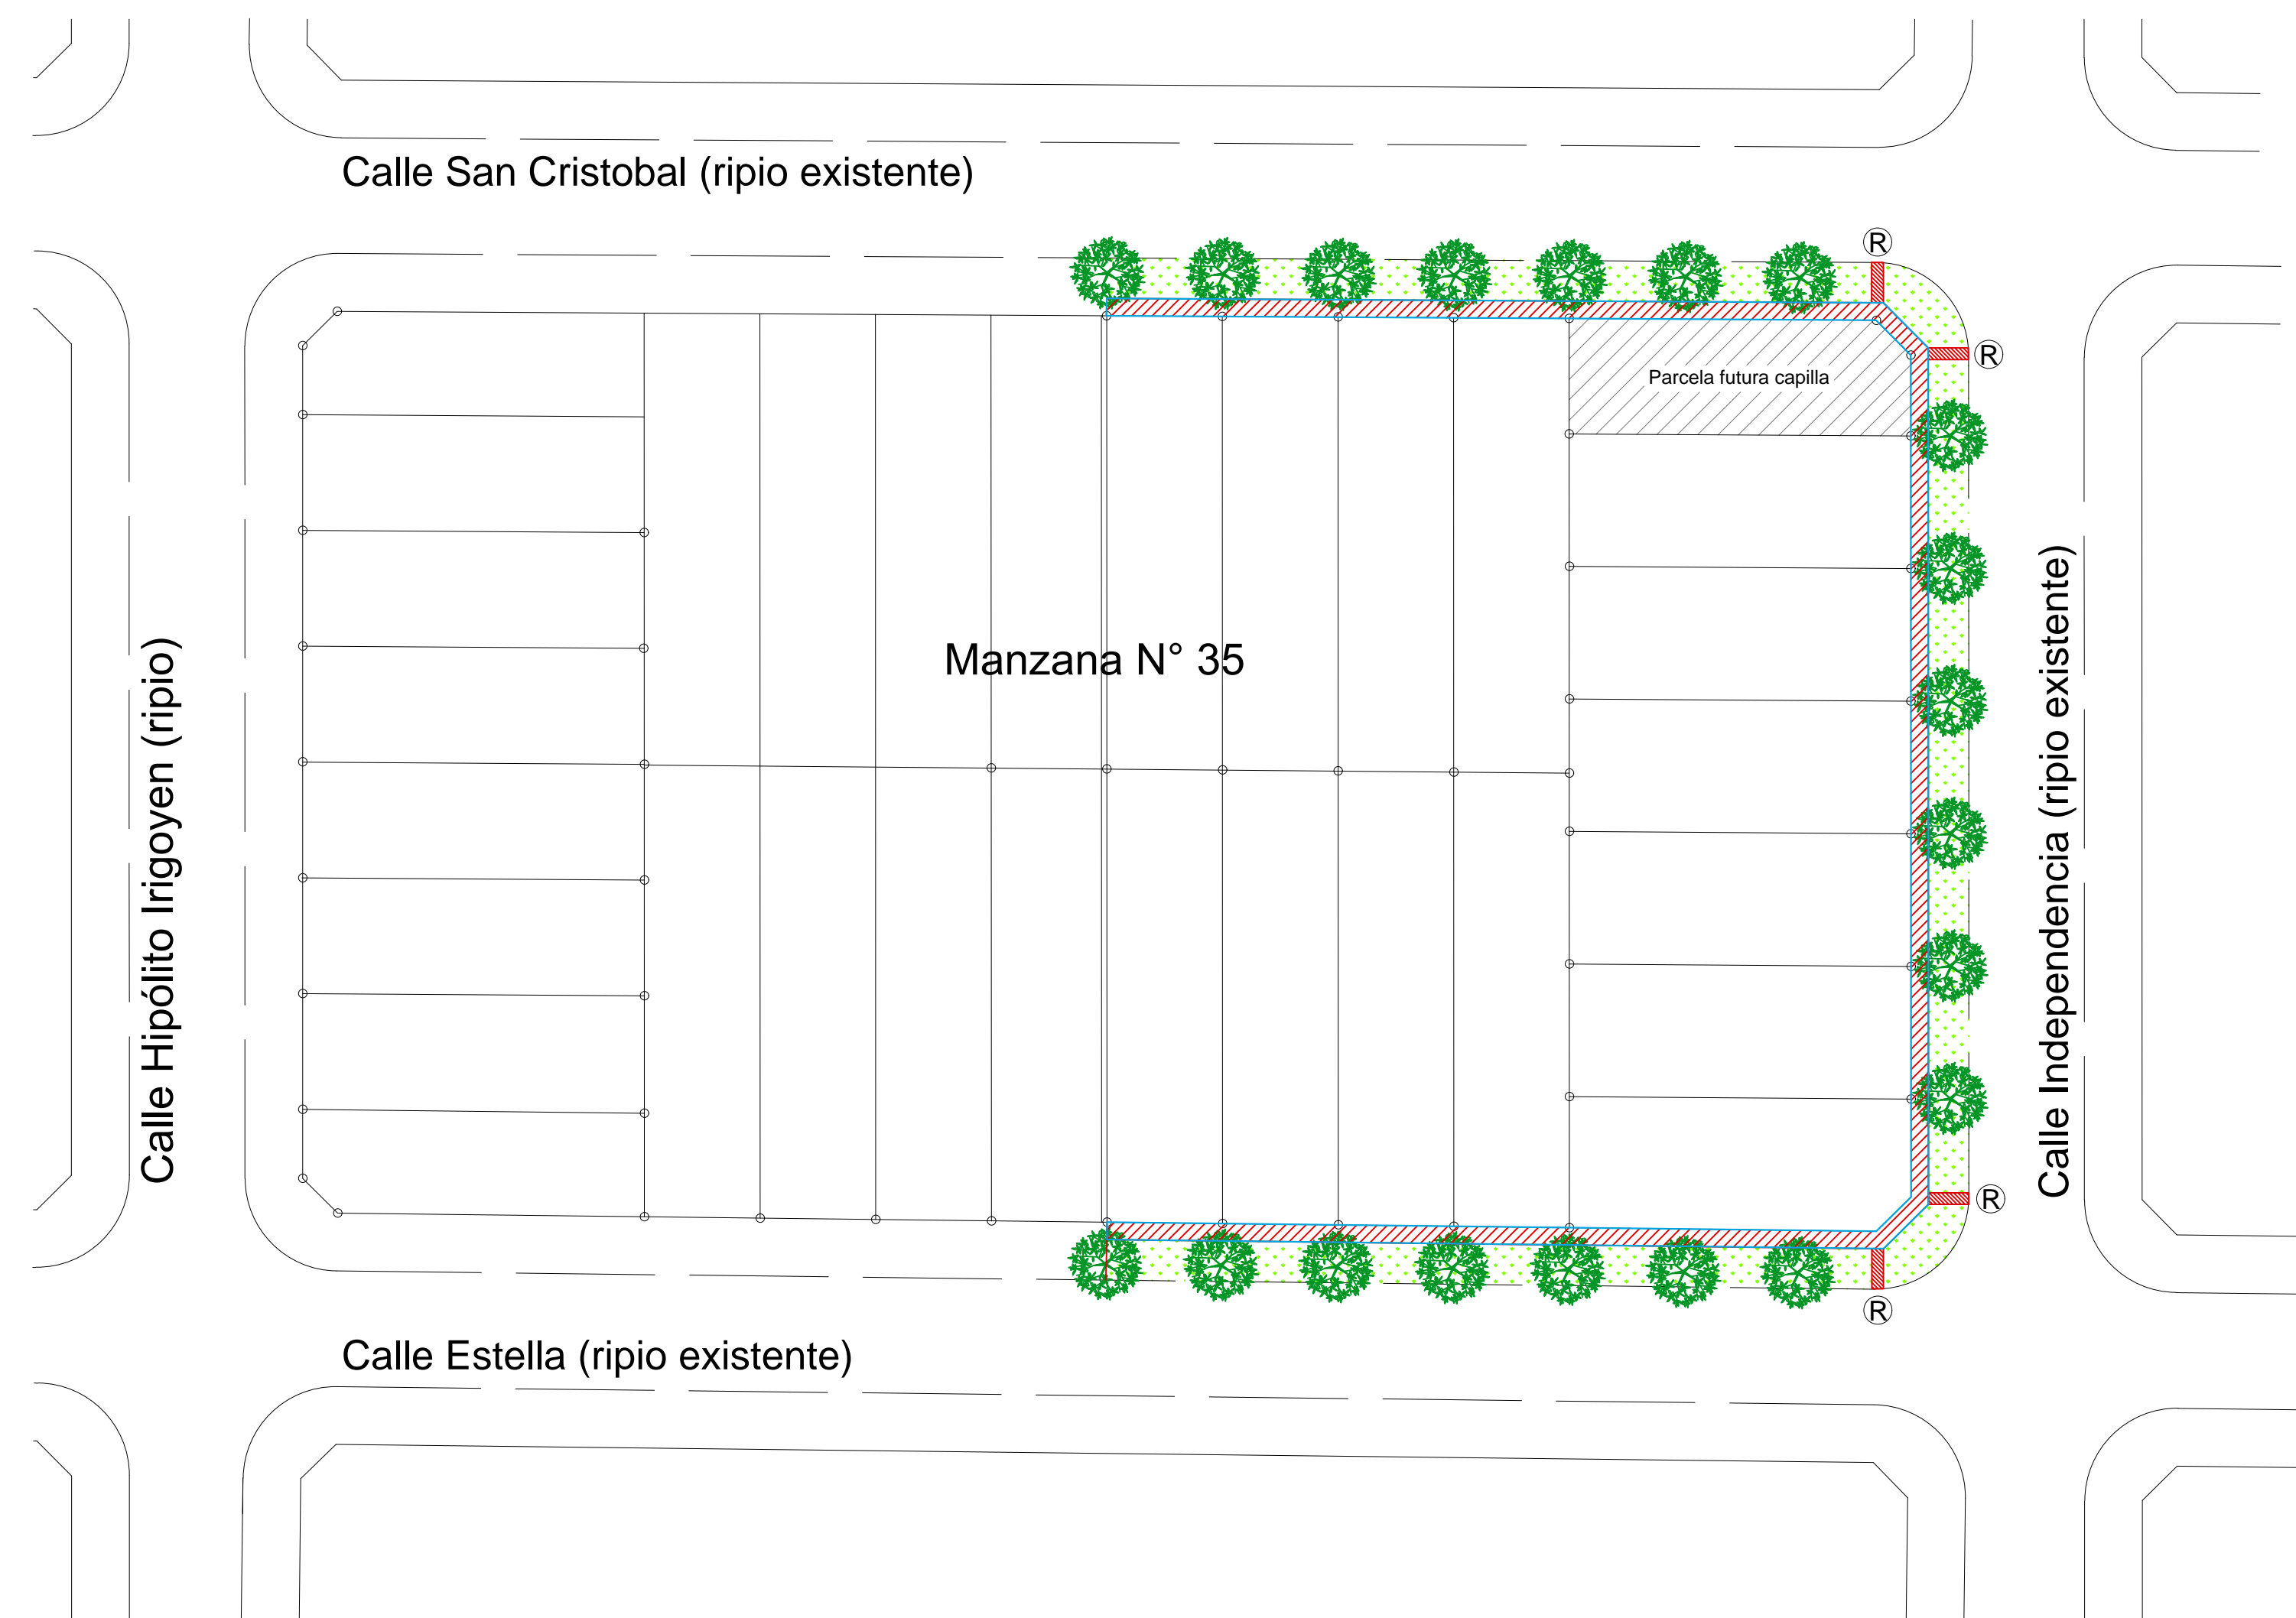 Calle San Cristobal (ripio existente)
R
R
Parcela futura capilla
Manzana N° 35
Calle Hipólito Irigoyen (ripio)
Calle Independencia (ripio existente)
R
R
Calle Estella (ripio existente)